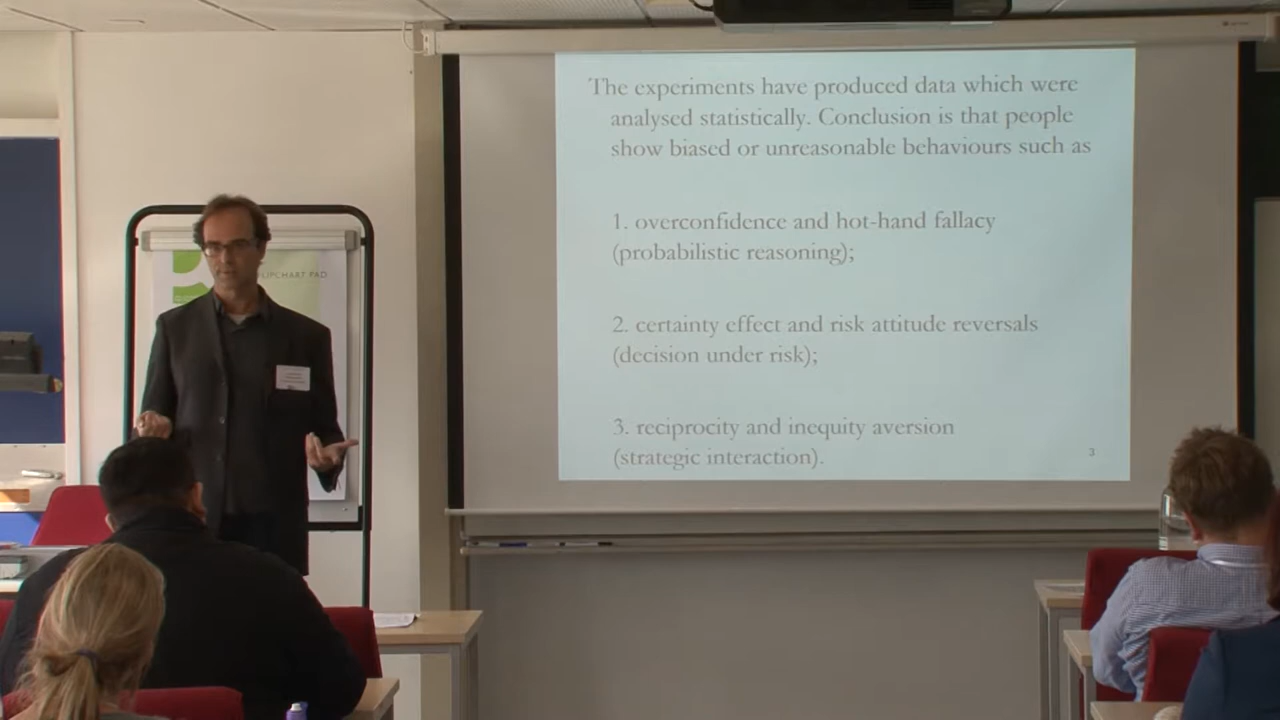 The experiments have produced data which were
analysed statistically. Conclusion is that people
show biased or unreasonable behaviours such as
1. overconfidence and hot-hand fallacy
(probabilistic reasoning);
2. certainty effect and risk attitude reversals
(decision under risk);
3. reciprocity and inequity aversion
(strategic interaction).
3
FLIPCHART PAD